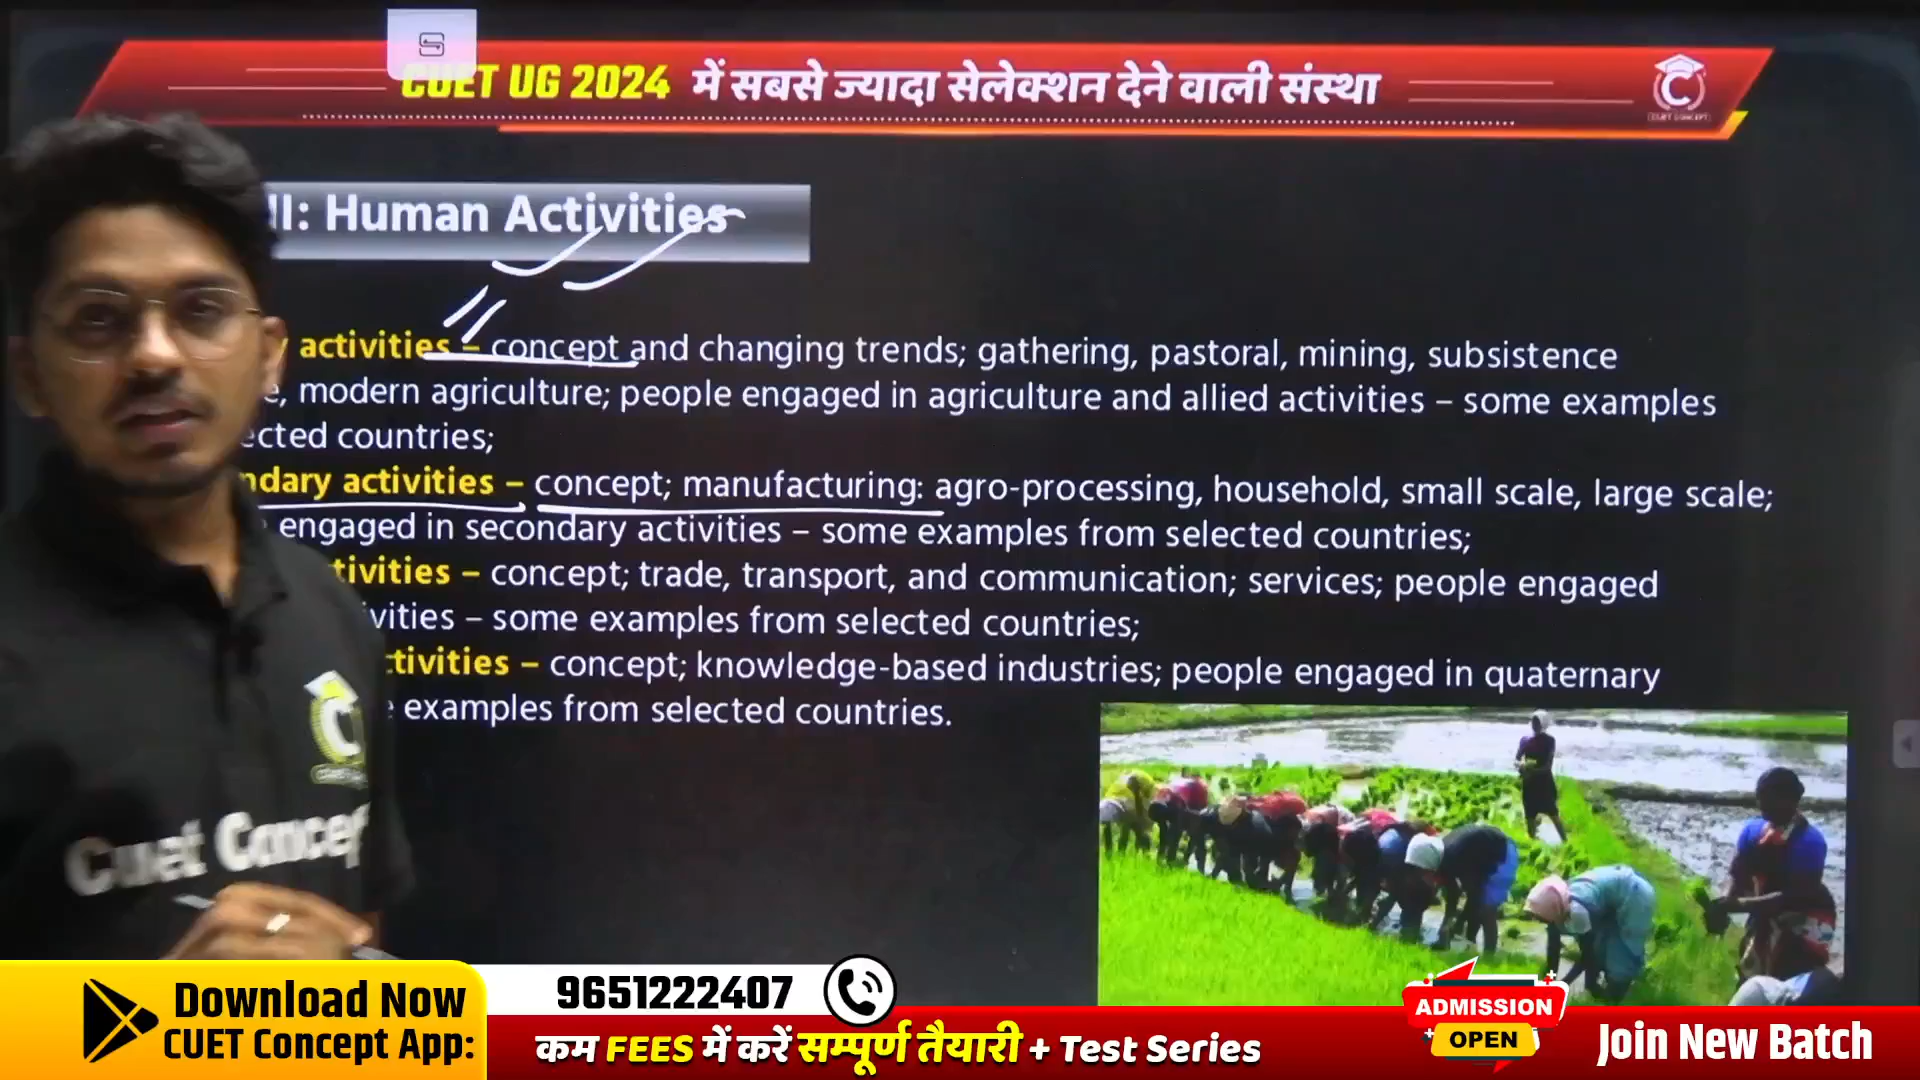 CUET UG 2024 में सबसे ज्यादा सेलेक्शन देने वाली संस्था
CUET CONCEPT
II: Human Activities
activities – concept and changing trends; gathering, pastoral, mining, subsistence
modern agriculture; people engaged in agriculture and allied activities – some examples
countries;
activities – concept; manufacturing: agro-processing, household, small scale, large scale;
engaged in secondary activities – some examples from selected countries;
– concept; trade, transport, and communication; services; people engaged
– some examples from selected countries;
– concept; knowledge-based industries; people engaged in quaternary
examples from selected countries.
Cuet Concept
Download Now
CUET Concept App:
9651222407
कम FEES में करें सम्पूर्ण तैयारी + Test Series
ADMISSION
OPEN
Join New Batch